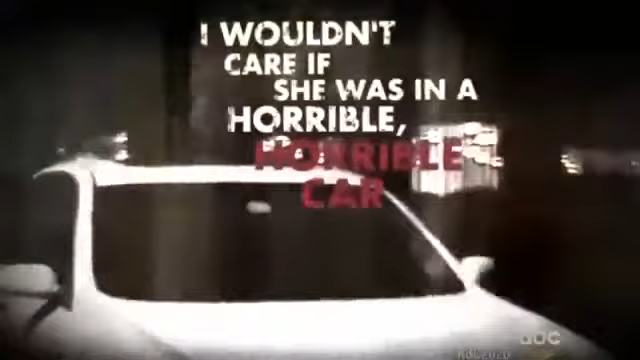 I WOULDN'T
CARE IF
SHE WAS IN A
HORRIBLE,
HORRIBLE
CAR
abc